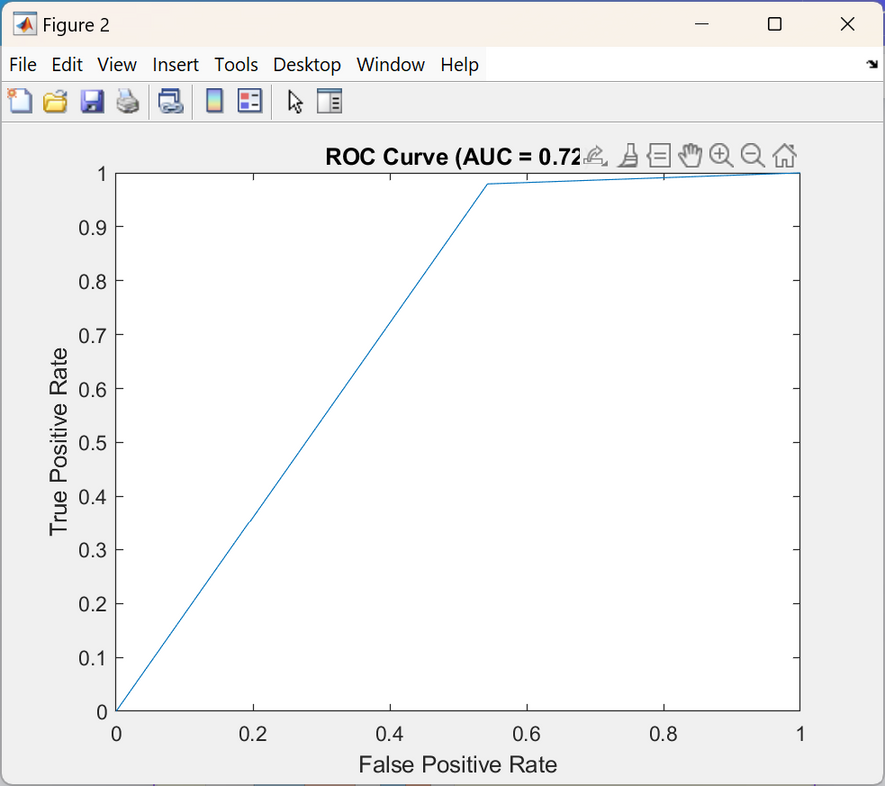 Figure 2
File Edit View Insert Tools Desktop Window Help
ROC Curve (AUC = 0.72
1
0.9
0.8
0.7
0.6
0.5
0.4
0.3
0.2
0.1
0
True Positive Rate
0 0.2 0.4 0.6 0.8 1
False Positive Rate